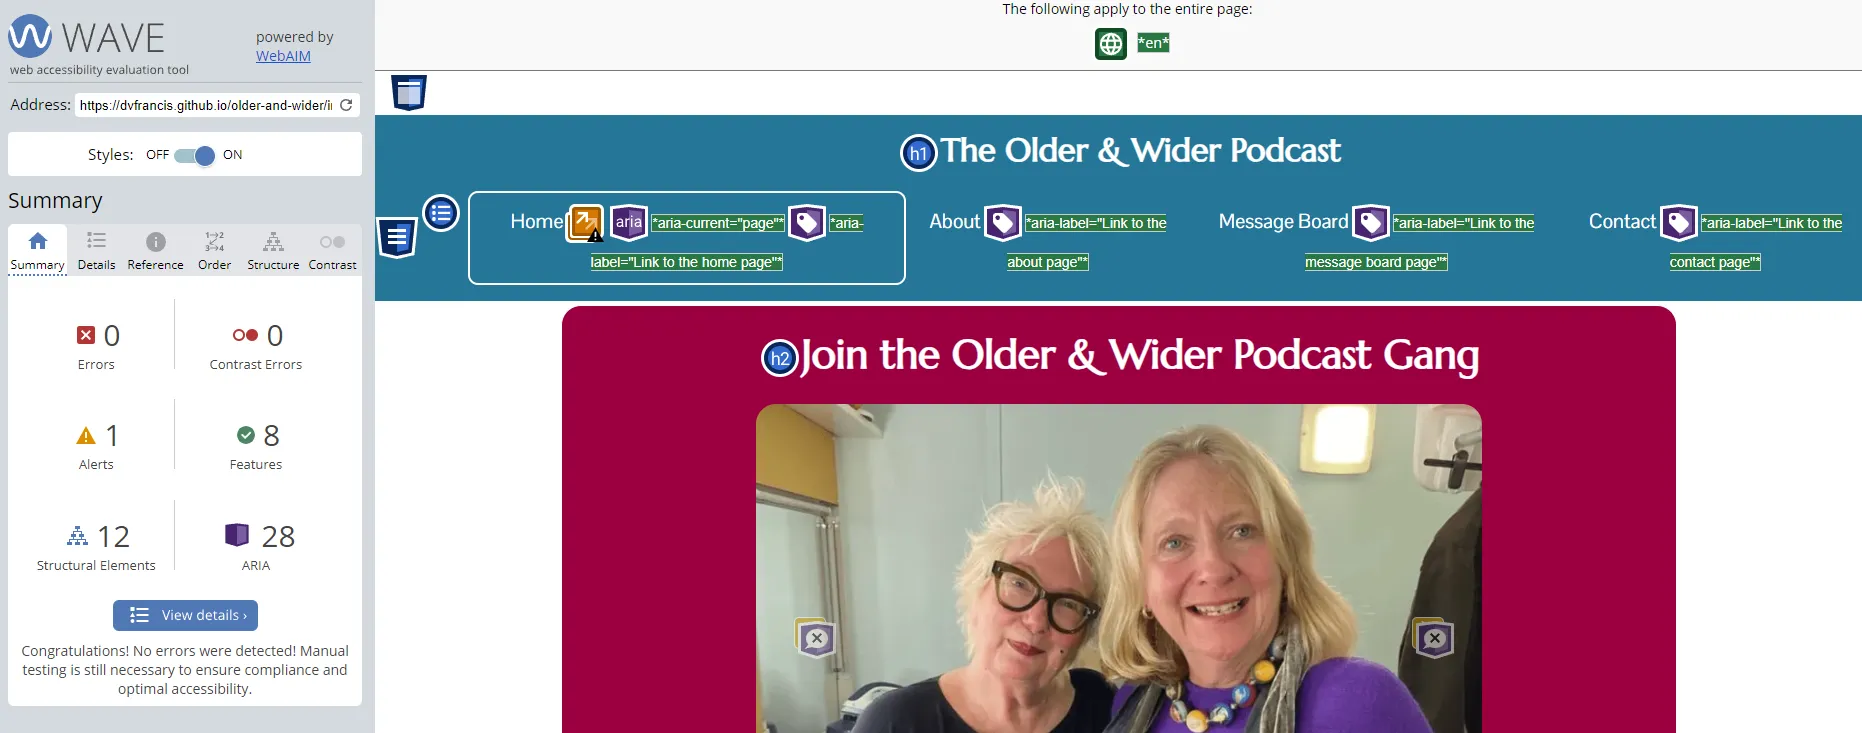 WAVE
powered by
WebAIM
web accessibility evaluation tool
Address: https://dvfrancis.github.io/older-and-wider/i
Styles: OFF ON
Summary
Summary Details Reference Order Structure Contrast
0 Errors
0 Contrast Errors
1 Alerts
8 Features
12 Structural Elements
28 ARIA
View details ›
Congratulations! No errors were detected! Manual
testing is still necessary to ensure compliance and
optimal accessibility.
The following apply to the entire page:
*en*
h1 The Older & Wider Podcast
Home aria *aria-current="page"* *aria-
label="Link to the home page"*
About *aria-label="Link to the
about page"*
Message Board *aria-label="Link to the
message board page"*
Contact *aria-label="Link to the
contact page"*
h2 Join the Older & Wider Podcast Gang